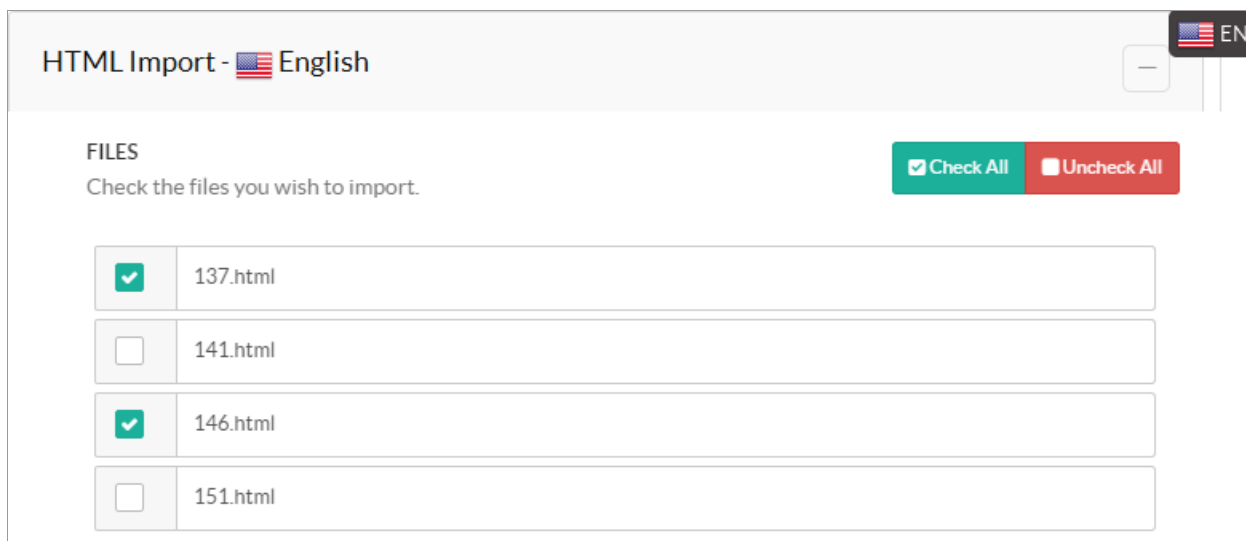 EN
HTML Import - English
FILES
Check the files you wish to import.
Check All
Uncheck All
137.html
141.html
146.html
151.html